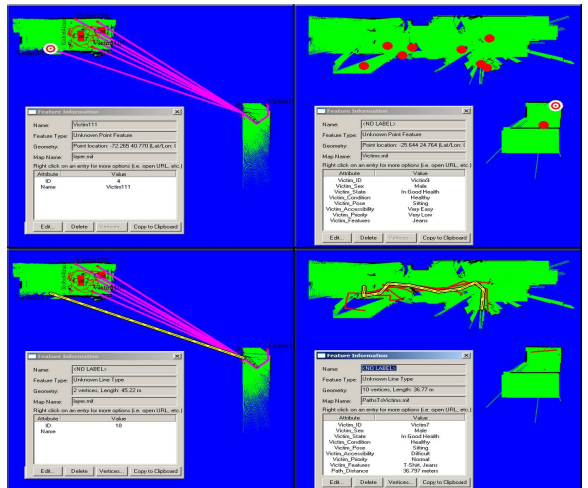 Feature Information
Name: Victim111
Feature Type: Unknown Point Feature
Geometry: Point location: -72.265 40.770 (Lat/Lon: 
Map Name: layer.mif
Right click on an entry for more options (i.e. open URL, etc.)
Attribute Value
ID 4
Name Victim111
Edit... Delete Vertices... Copy to Clipboard
Feature Information
Name: <NO LABEL>
Feature Type: Unknown Point Feature
Geometry: Point location: -25.644 24.764 (Lat/Lon: 
Map Name: Victims.mif
Right click on an entry for more options (i.e. open URL, etc.)
Attribute Value
Victim_ID Victim3
Victim_Sex Male
Victim_State In Good Health
Victim_Condition Healthy
Victim_Pose Sitting
Victim_Accessibility Very Easy
Victim_Priority Very Low
Victim_Features Jeans
Edit... Delete Vertices... Copy to Clipboard
Feature Information
Name: <NO LABEL>
Feature Type: Unknown Line Type
Geometry: 2 vertices, Length: 45.22 m
Map Name: layer.mif
Right click on an entry for more options (i.e. open URL, etc.)
Attribute Value
ID 18
Name
Edit... Delete Vertices... Copy to Clipboard
Feature Information
Name: <NO LABEL>
Feature Type: Unknown Line Type
Geometry: 10 vertices, Length: 36.77 m
Map Name: PathsToVictims.mif
Right click on an entry for more options (i.e. open URL, etc.)
Attribute Value
Victim_ID Victim7
Victim_Sex Male
Victim_State In Good Health
Victim_Condition Healthy
Victim_Pose Sitting
Victim_Accessibility Difficult
Victim_Priority Normal
Victim_Features T-Shirt, Jeans
Path_Distance 36.797 meters
Edit... Delete Vertices... Copy to Clipboard